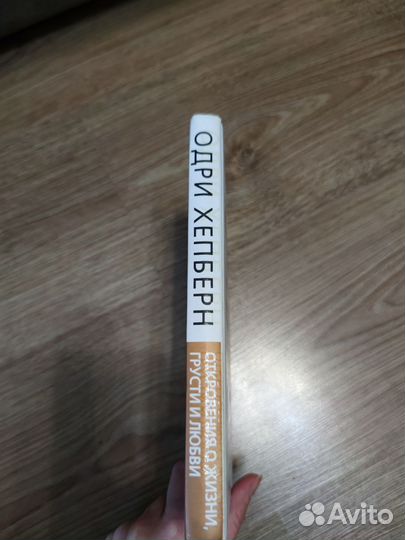 ОДРИ ХЕПБЕРН
ОТКРОВЕНИЯ О ЖИЗНИ,
ГРУСТИ И ЛЮБВИ
Avito